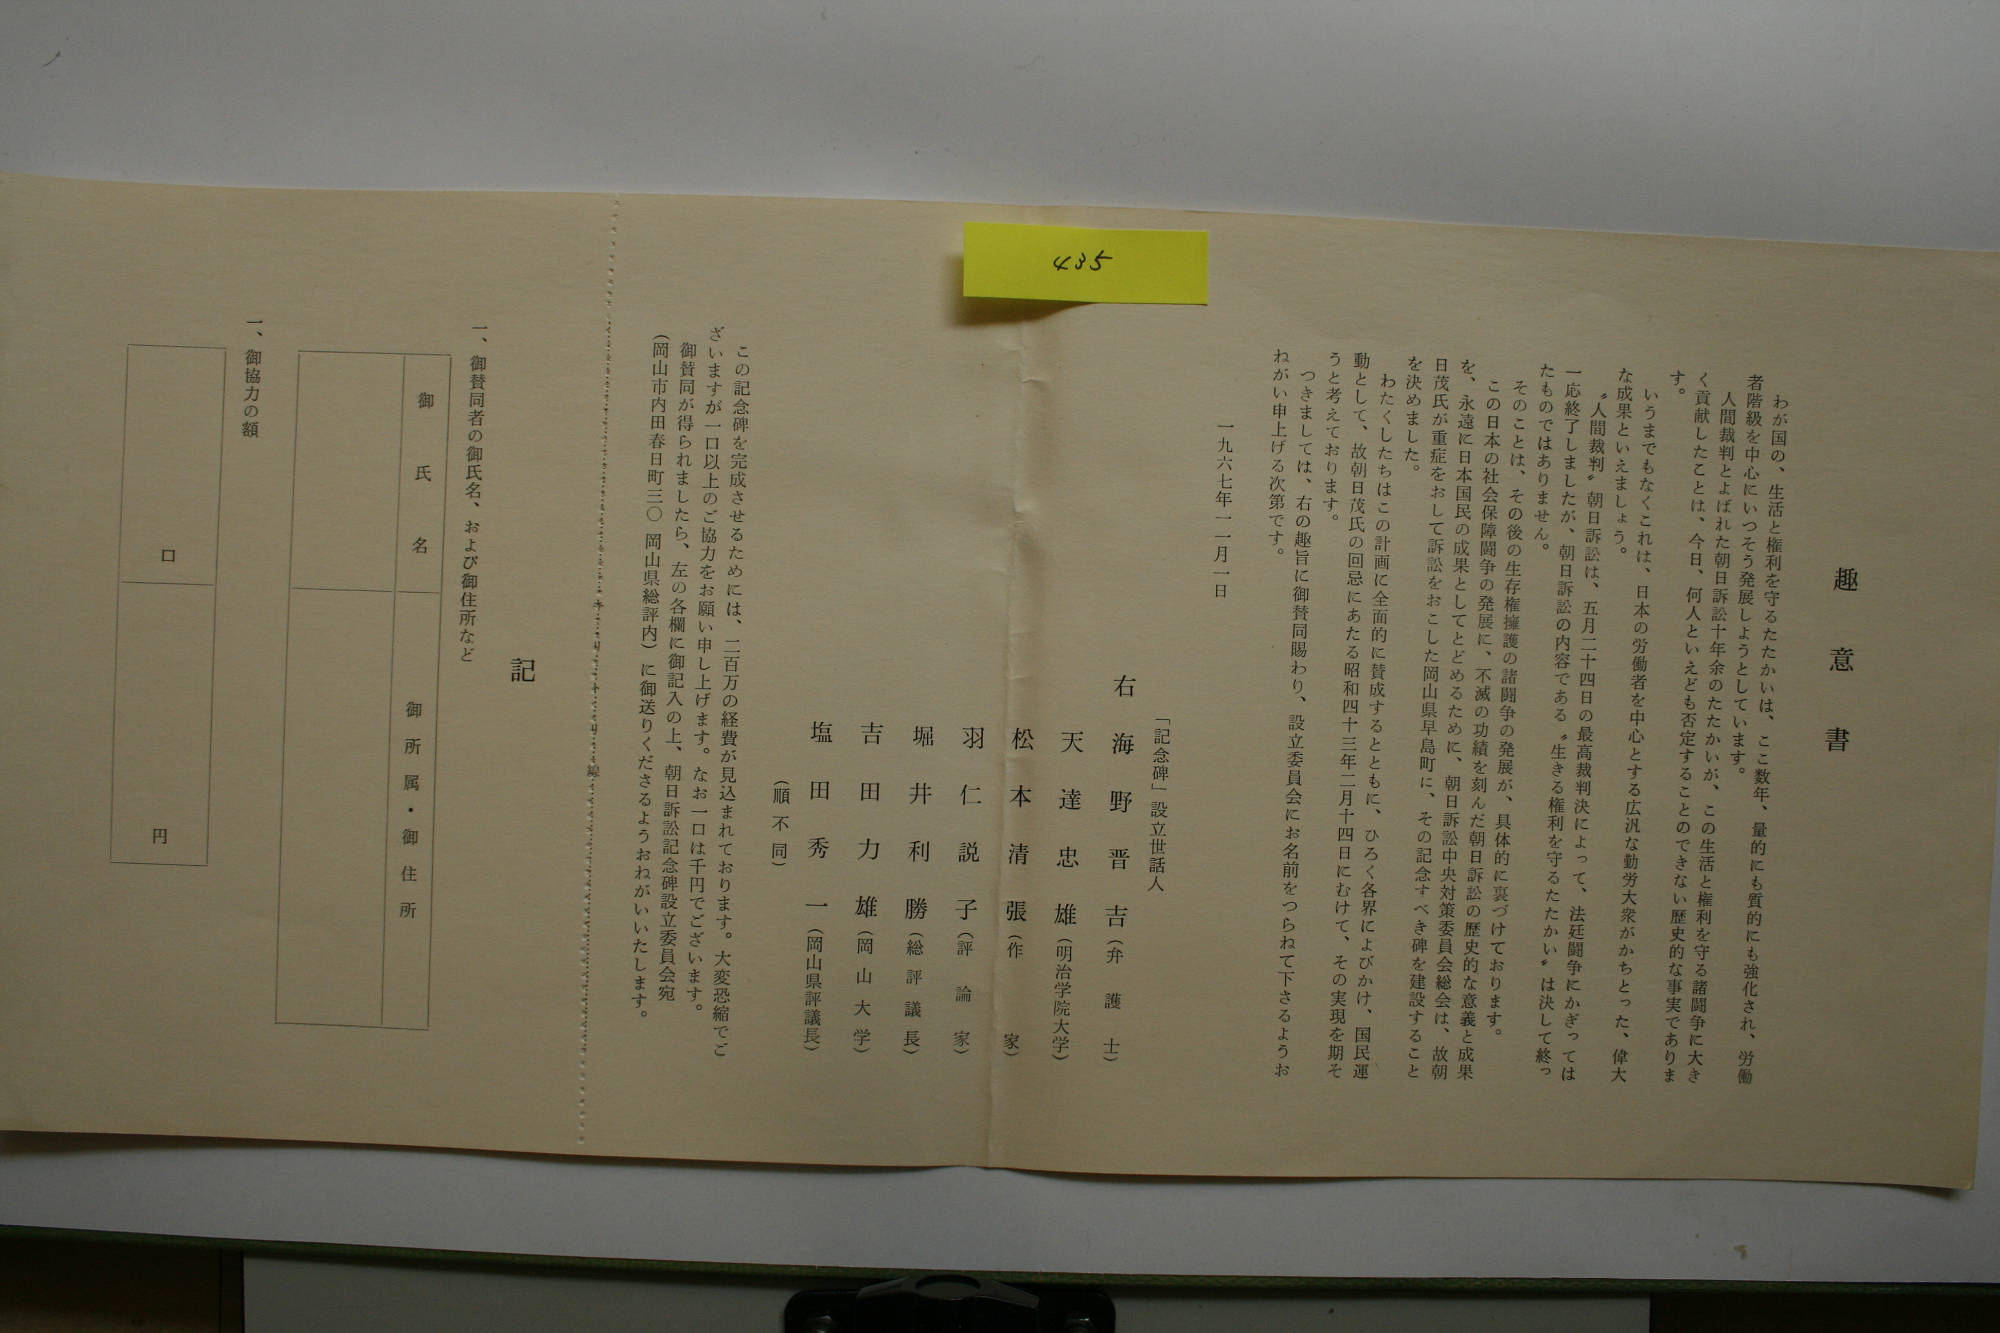 435
趣意書
わが国の、生活と権利を守るたたかいは、ここ数年、量的にも質的にも強化され、労働
者階級を中心にいつそう発展しようとしています。
人間裁判とよばれた朝日訴訟十年余のたたかいが、この生活と権利を守る諸闘争に大き
く貢献したことは、今日、何人といえども否定することのできない歴史的な事実でありま
す。
いうまでもなくこれは、日本の労働者を中心とする広汎な勤労大衆がかちとった、偉大
な成果といえましょう。
〝人間裁判〟朝日訴訟は、五月二十四日の最高裁判決によって、法廷闘争にかぎっては
一応終了しましたが、朝日訴訟の内容である〝生きる権利を守るたたかい〟は決して終っ
たものではありません。
そのことは、その後の生存権擁護の諸闘争の発展が、具体的に裏づけております。
この日本の社会保障闘争の発展に、不滅の功績を刻んだ朝日訴訟の歴史的な意義と成果
を、永遠に日本国民の成果としてとどめるために、朝日訴訟中央対策委員会総会は、故朝
日茂氏が重症をおして訴訟をおこした岡山県早島町に、その記念すべき碑を建設すること
を決めました。
わたくしたちはこの計画に全面的に賛成するとともに、ひろく各界によびかけ、国民運
動として、故朝日茂氏の回忌にあたる昭和四十三年二月十四日にむけて、その実現を期そ
うと考えております。
つきましては、右の趣旨に御賛同賜わり、設立委員会にお名前をつらねて下さるようお
ねがい申上げる次第です。
一九六七年一一月一日
「記念碑」設立世話人
右 海野晋吉(弁護士)
天達忠雄(明治学院大学)
松本清張(作家)
羽仁説子(評論家)
堀井利勝(総評議長)
吉田力雄(岡山大学)
塩田秀一(岡山県評議長)
(順不同)
この記念碑を完成させるためには、二百万の経費が見込まれております。大変恐縮でご
ざいますが一口以上のご協力をお願い申し上げます。なお一口は千円でございます。
御賛同が得られましたら、左の各欄に御記入の上、朝日訴訟記念碑設立委員会宛
(岡山市内田春日町三〇 岡山県総評内)に御送りくださるようおねがいいたします。
キリトリ線
記
一、御賛同者の御氏名、および御住所など
御氏名
御所属・御住所
一、御協力の額
口
円